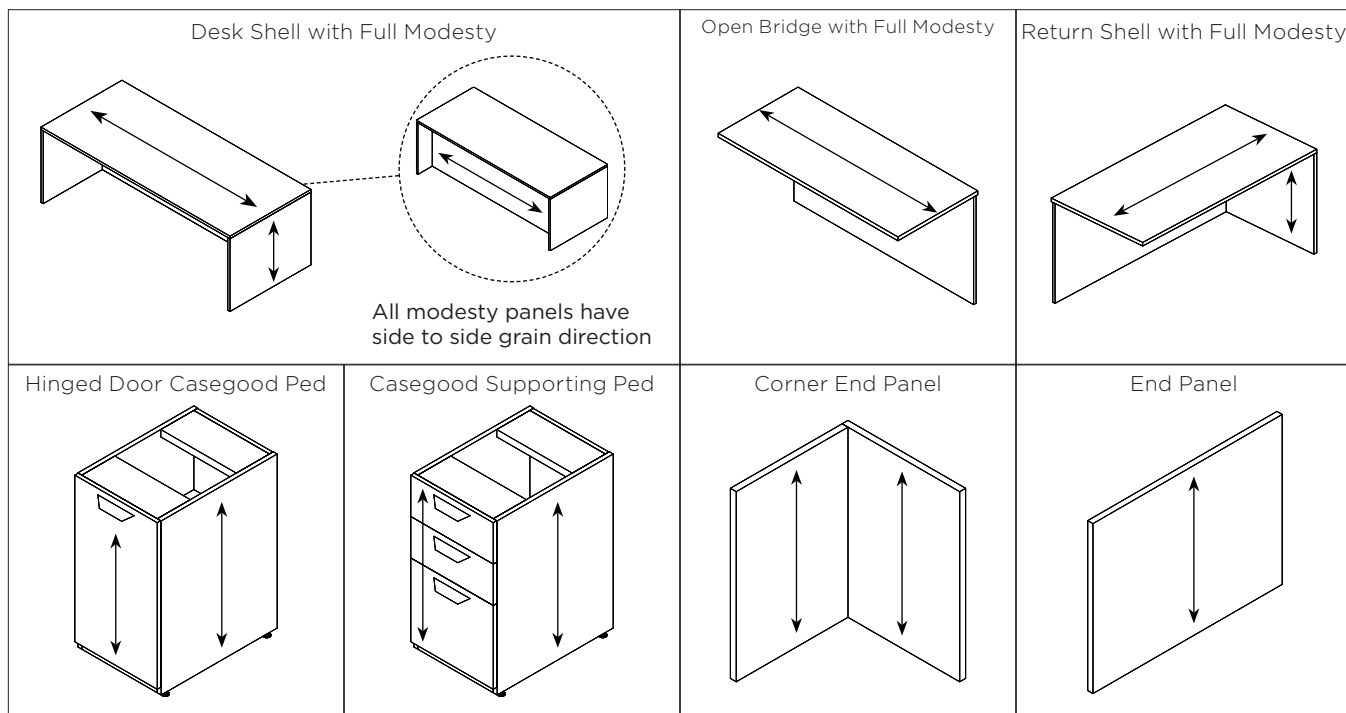 Desk Shell with Full Modesty
Open Bridge with Full Modesty
Return Shell with Full Modesty
All modesty panels have
side to side grain direction
Hinged Door Casegood Ped
Casegood Supporting Ped
Corner End Panel
End Panel